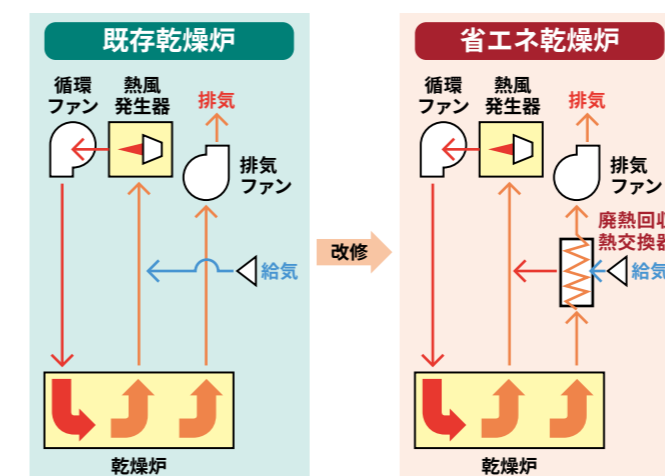 既存乾燥炉
循環
ファン
熱風
発生器
排気
排気
ファン
給気
乾燥炉
改修
省エネ乾燥炉
循環
ファン
熱風
発生器
排気
排気
ファン
廃熱回収
熱交換器
給気
乾燥炉